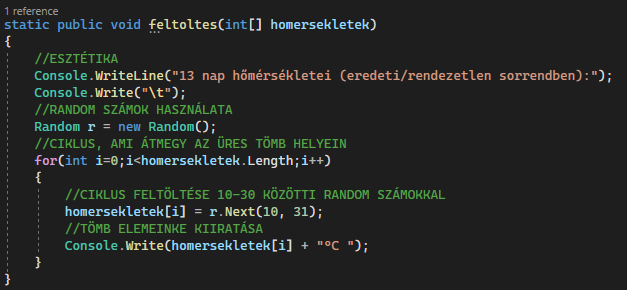 1 reference
static public void feltoltes(int[] homersekletek)
{
//ESZTÉTIKA
Console.WriteLine("13 nap hőmérsékletei (eredeti/rendezetlen sorrendben):");
Console.Write("\t");
//RANDOM SZÁMOK HASZNÁLATA
Random r = new Random();
//CIKLUS, AMI ÁTMEGY AZ ÜRES TÖMB HELYEIN
for(int i=0;i<homersekletek.Length;i++)
{
//CIKLUS FELTÖLTÉSE 10-30 KÖZÖTTI RANDOM SZÁMOKKAL
homersekletek[i] = r.Next(10, 31);
//TÖMB ELEMEINKE KIIRATÁSA
Console.Write(homersekletek[i] + "°C ");
}
}